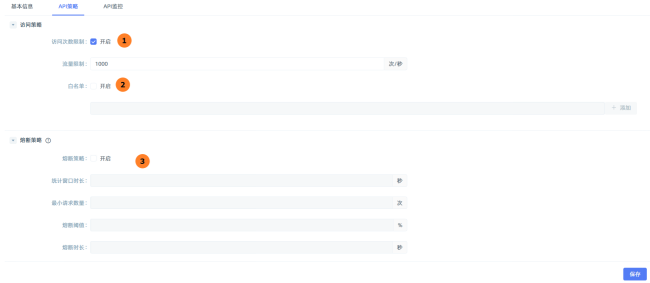 基本信息 API策略 API监控
访问策略
访问次数限制： 开启 1
流量限制： 1000 次/秒
白名单： 开启 2
+ 添加
熔断策略
熔断策略： 开启 3
统计窗口时长： 秒
最小请求数量： 次
熔断阈值： %
熔断时长： 秒
保存